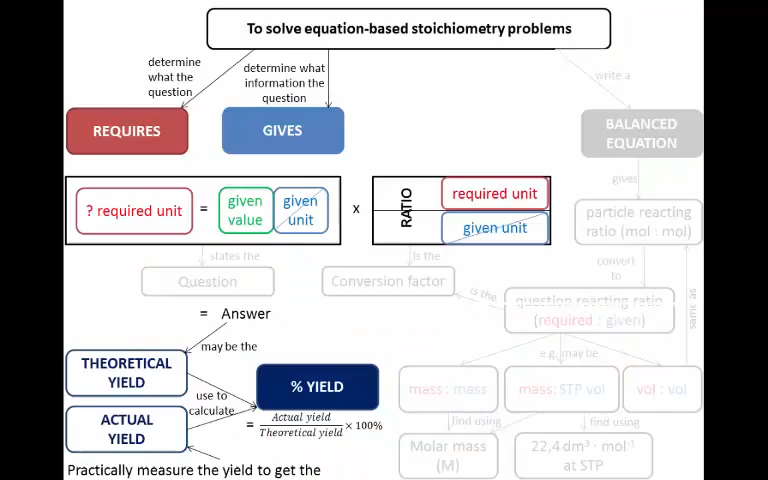 To solve equation-based stoichiometry problems
determine
what the
question
determine what
information the
question
write a
REQUIRES
GIVES
BALANCED
EQUATION
gives
? required unit
=
given
value
given
unit
x
RATIO
required unit
given unit
particle reacting
ratio (mol : mol)
states the
is the
convert
to
Question
Conversion factor
is the
question reacting ratio
(required : given)
same as
= Answer
may be the
e.g. may be
THEORETICAL
YIELD
% YIELD
mass : mass
mass: STP vol
vol : vol
use to
calculate
ACTUAL
YIELD
= Actual yield / Theoretical yield × 100%
find using
find using
Molar mass
(M)
22,4 dm³ · mol⁻¹
at STP
Practically measure the yield to get the